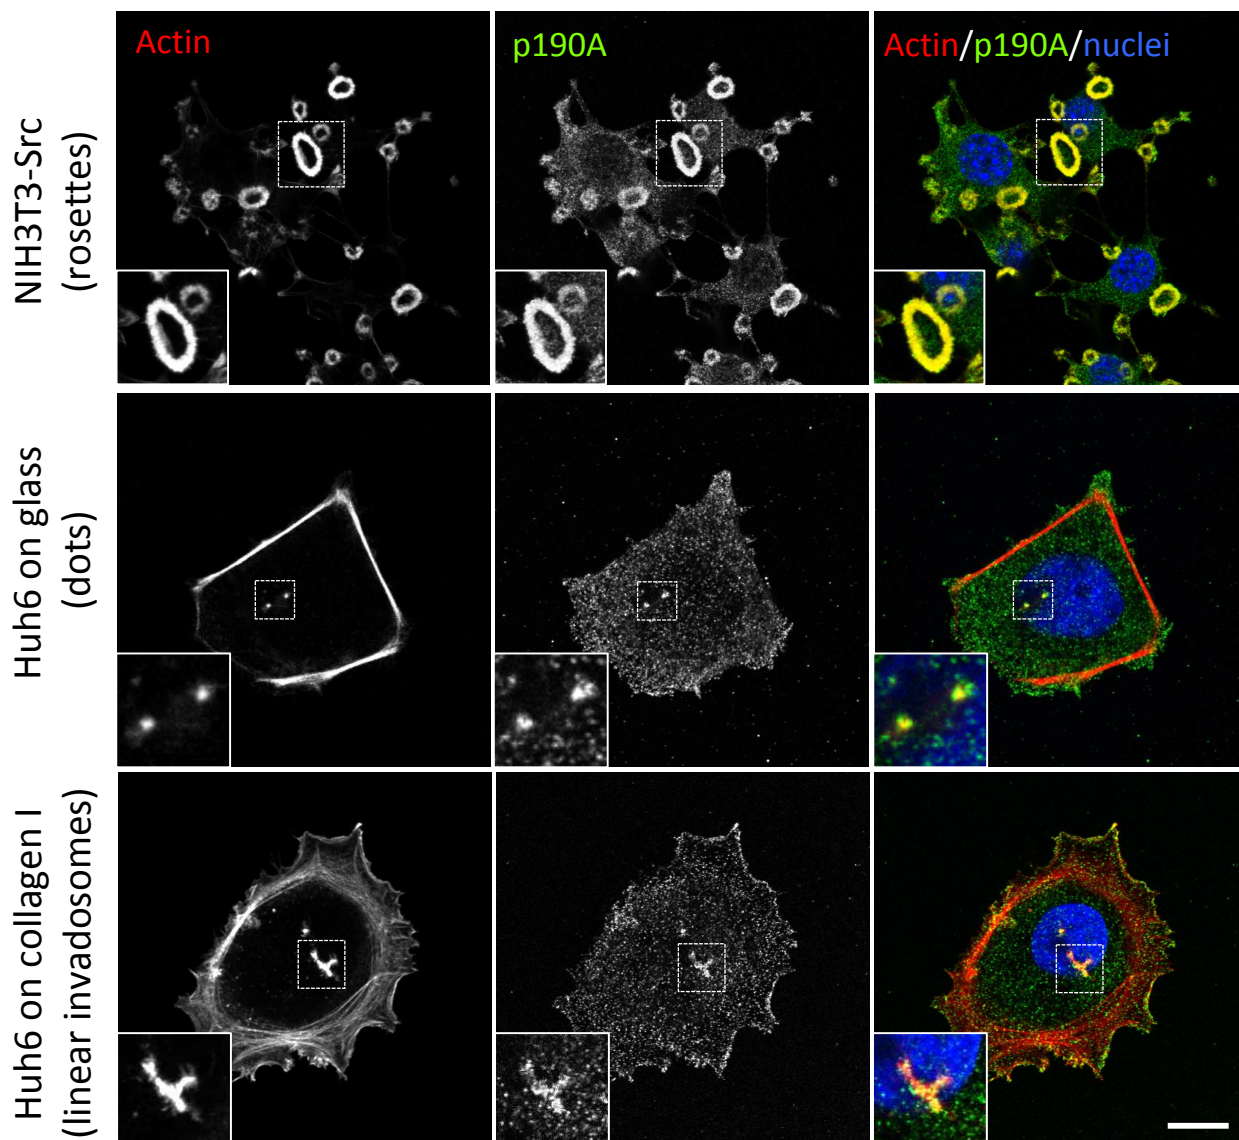 Actin
p190A
Actin/p190A/nuclei
NIH3T3-Src
(rosettes)
Huh6 on glass
(dots)
Huh6 on collagen I
(linear invadosomes)